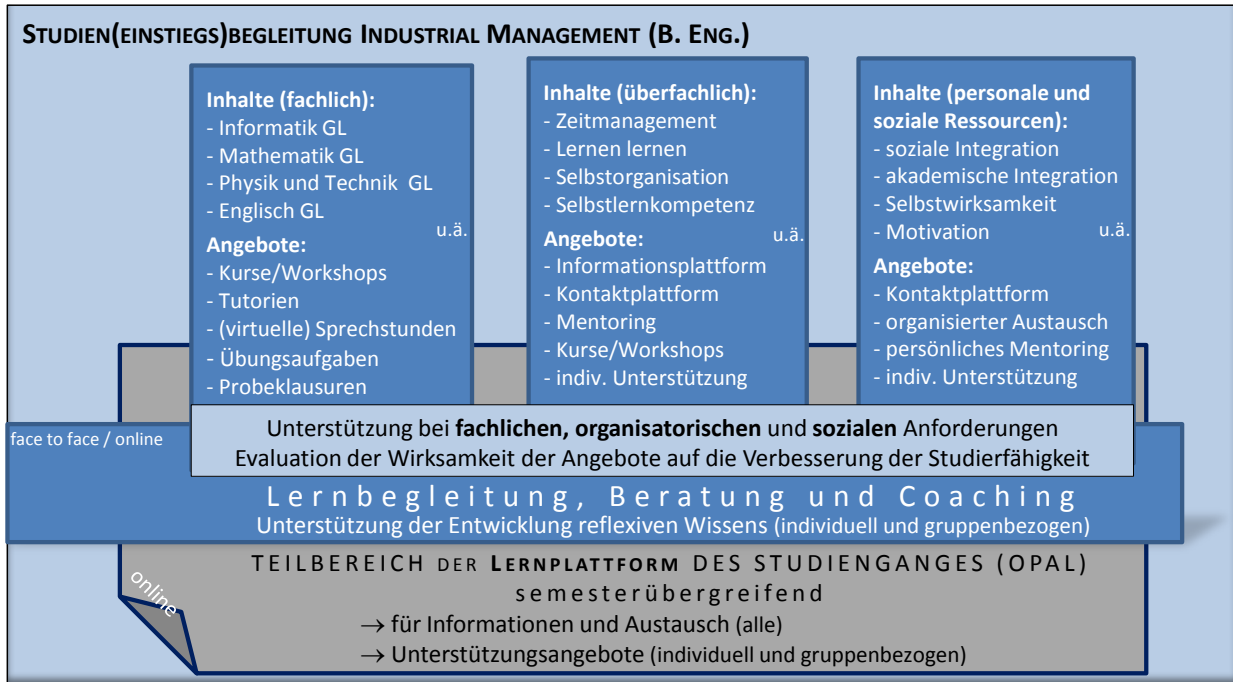 STUDIEN(EINSTIEGS)BEGLEITUNG INDUSTRIAL MANAGEMENT (B. ENG.)
Inhalte (fachlich):
- Informatik GL
- Mathematik GL
- Physik und Technik GL
- Englisch GL
u.ä.
Angebote:
- Kurse/Workshops
- Tutorien
- (virtuelle) Sprechstunden
- Übungsaufgaben
- Probeklausuren
Inhalte (überfachlich):
- Zeitmanagement
- Lernen lernen
- Selbstorganisation
- Selbstlernkompetenz
u.ä.
Angebote:
- Informationsplattform
- Kontaktplattform
- Mentoring
- Kurse/Workshops
- indiv. Unterstützung
Inhalte (personale und
soziale Ressourcen):
- soziale Integration
- akademische Integration
- Selbstwirksamkeit
- Motivation
u.ä.
Angebote:
- Kontaktplattform
- organisierter Austausch
- persönliches Mentoring
- indiv. Unterstützung
face to face / online
Unterstützung bei fachlichen, organisatorischen und sozialen Anforderungen
Evaluation der Wirksamkeit der Angebote auf die Verbesserung der Studierfähigkeit
Lernbegleitung, Beratung und Coaching
Unterstützung der Entwicklung reflexiven Wissens (individuell und gruppenbezogen)
TEILBEREICH DER LERNPLATTFORM DES STUDIENGANGES (OPAL)
semesterübergreifend
→ für Informationen und Austausch (alle)
→ Unterstützungsangebote (individuell und gruppenbezogen)
online